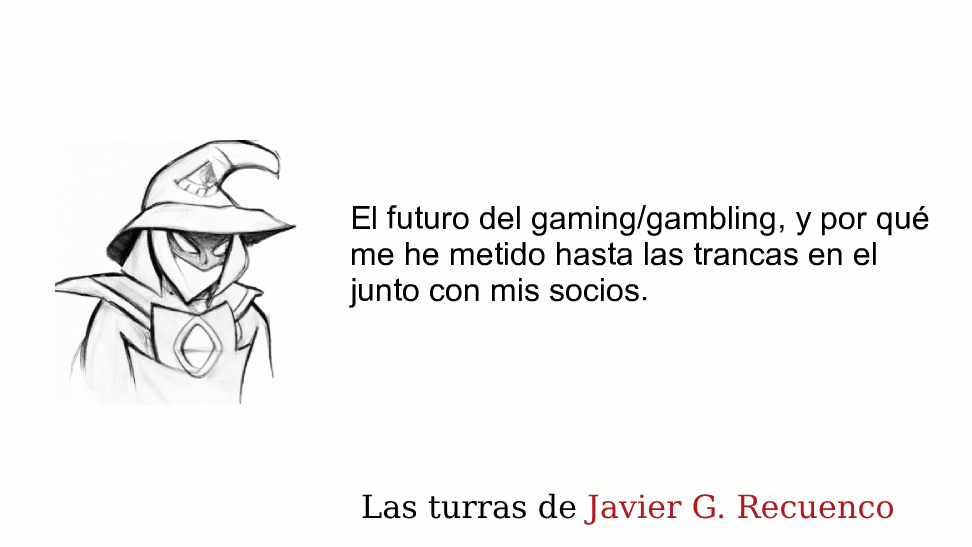 El futuro del gaming/gambling, y por qué
me he metido hasta las trancas en el
junto con mis socios.
Las turras de Javier G. Recuenco